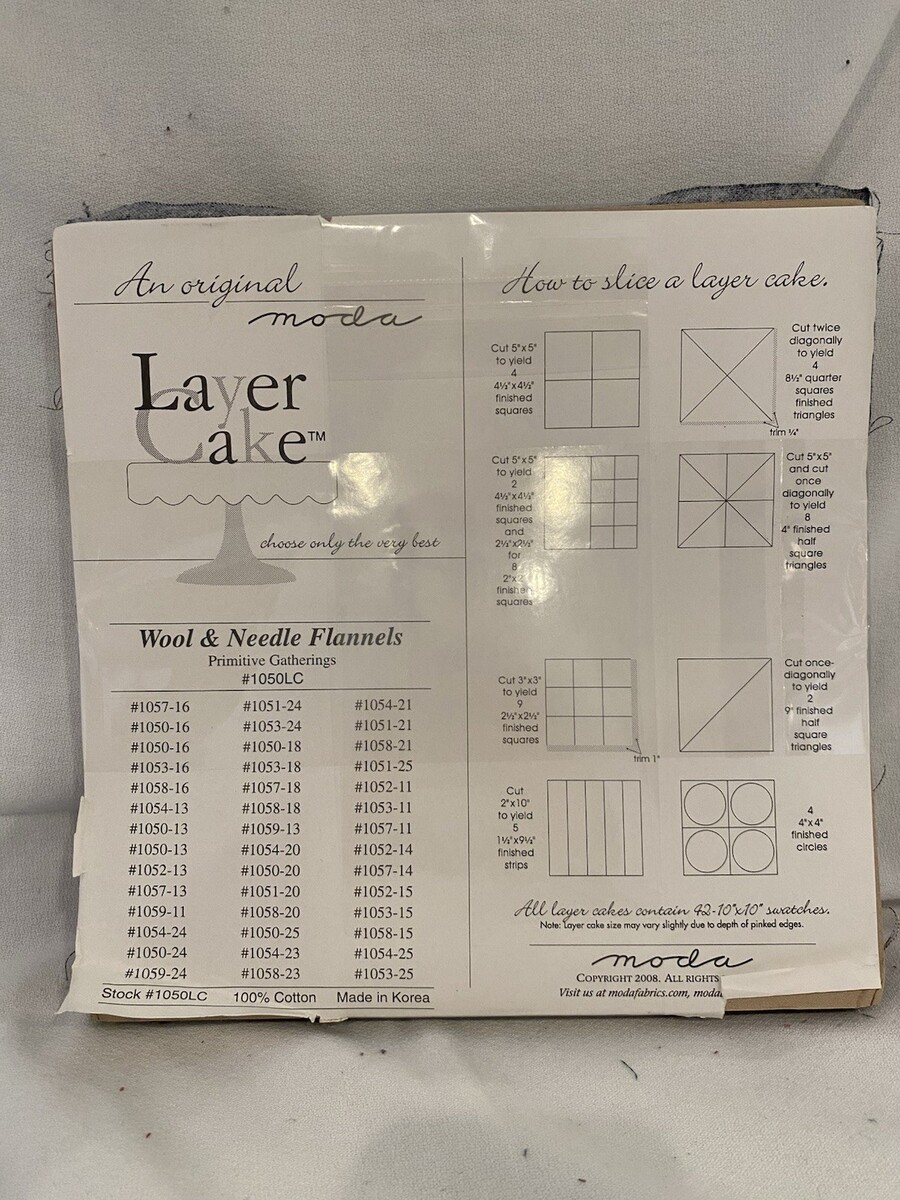 An original
moda
Layer
Cake™
choose only the very best
Wool & Needle Flannels
Primitive Gatherings
#1050LC
#1057-16 #1051-24 #1054-21
#1050-16 #1053-24 #1051-21
#1050-16 #1050-18 #1058-21
#1053-16 #1053-18 #1051-25
#1058-16 #1057-18 #1052-11
#1054-13 #1058-18 #1053-11
#1050-13 #1059-13 #1057-11
#1050-13 #1054-20 #1052-14
#1052-13 #1050-20 #1057-14
#1057-13 #1051-20 #1052-15
#1059-11 #1058-20 #1053-15
#1054-24 #1050-25 #1058-15
#1050-24 #1054-23 #1054-25
#1059-24 #1058-23 #1053-25
Stock #1050LC 100% Cotton Made in Korea
How to slice a layer cake.
Cut 5"x5"
to yield
4
4½"x4½"
finished
squares
Cut twice
diagonally
to yield
4
8½" quarter
squares
finished
triangles
trim ¼"
Cut 5"x5"
to yield
2
4½"x4½"
finished
squares
and
2½"x2½"
for
8
2"x2
finished
squares
Cut 5"x5"
and cut
once
diagonally
to yield
8
4" finished
half
square
triangles
Cut 3"x3"
to yield
9
2½"x2½"
finished
squares
trim 1"
Cut once-
diagonally
to yield
2
9" finished
half
square
triangles
Cut
2"x10"
to yield
5
1½"x9½"
finished
strips
4
4"x4"
finished
circles
All layer cakes contain 42-10"x10" swatches.
Note: Layer cake size may vary slightly due to depth of pinked edges.
moda
COPYRIGHT 2008. ALL RIGHTS
Visit us at modafabrics.com, moda